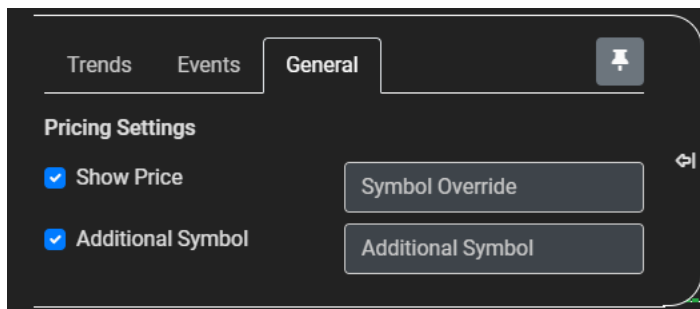 Trends Events General
Pricing Settings
Show Price Symbol Override
Additional Symbol Additional Symbol